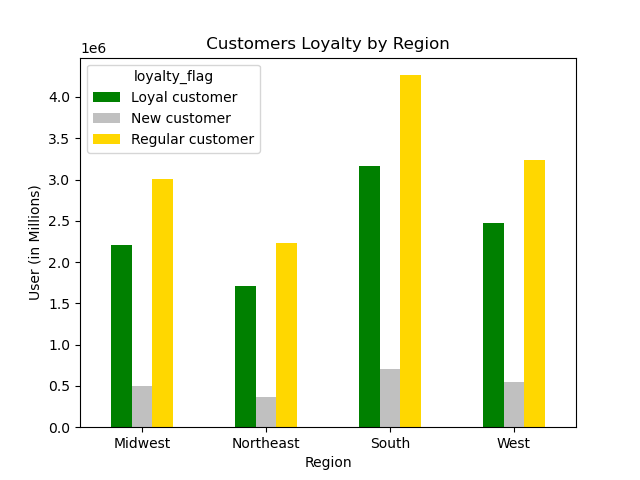 Customers Loyalty by Region
1e6
loyalty_flag
Loyal customer
New customer
Regular customer
4.0
3.5
3.0
2.5
2.0
1.5
1.0
0.5
0.0
User (in Millions)
Midwest Northeast South West
Region